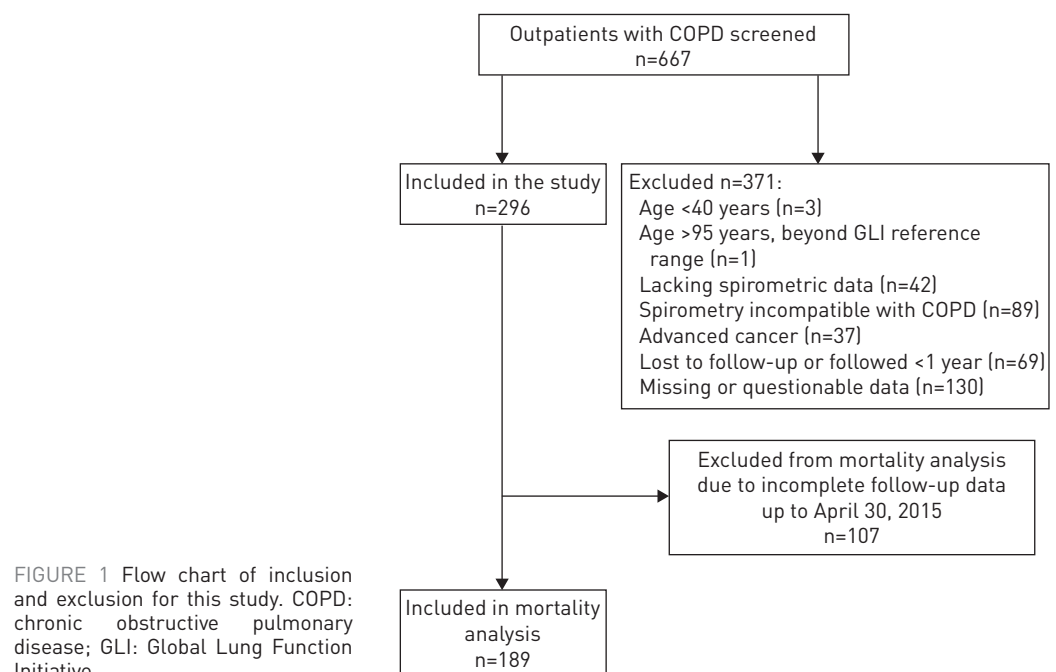 Outpatients with COPD screened
n=667
Included in the study
n=296
Excluded n=371:
Age <40 years (n=3)
Age >95 years, beyond GLI reference
range (n=1)
Lacking spirometric data (n=42)
Spirometry incompatible with COPD (n=89)
Advanced cancer (n=37)
Lost to follow-up or followed <1 year (n=69)
Missing or questionable data (n=130)
Excluded from mortality analysis
due to incomplete follow-up data
up to April 30, 2015
n=107
Included in mortality
analysis
n=189
FIGURE 1 Flow chart of inclusion
and exclusion for this study. COPD:
chronic obstructive pulmonary
disease; GLI: Global Lung Function
Initiative